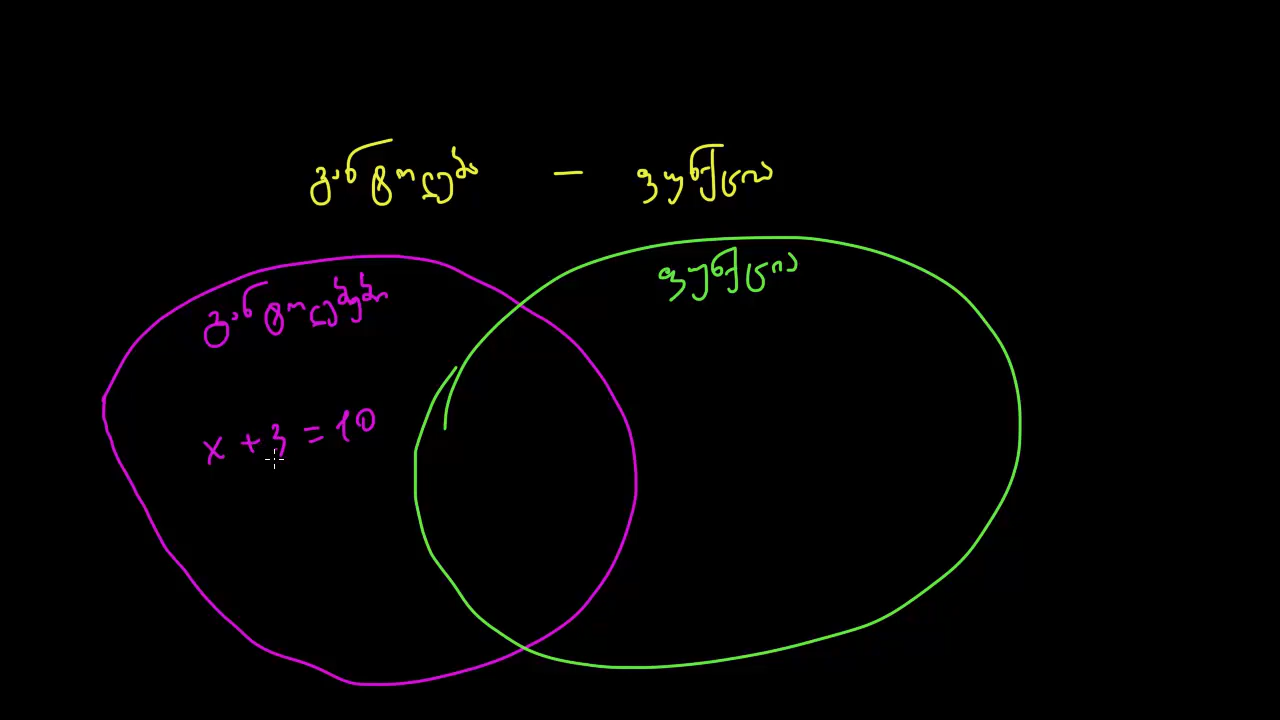 განტოლება - ფუნქცია
ფუნქცია
განტოლებები
x + 3 = 10